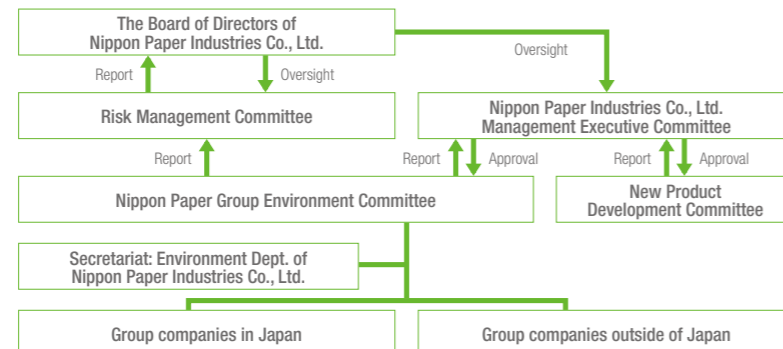 The Board of Directors of
Nippon Paper Industries Co., Ltd.
Oversight
Report
Oversight
Risk Management Committee
Nippon Paper Industries Co., Ltd.
Management Executive Committee
Report
Report
Approval
Report
Approval
Nippon Paper Group Environment Committee
New Product
Development Committee
Secretariat: Environment Dept. of
Nippon Paper Industries Co., Ltd.
Group companies in Japan
Group companies outside of Japan